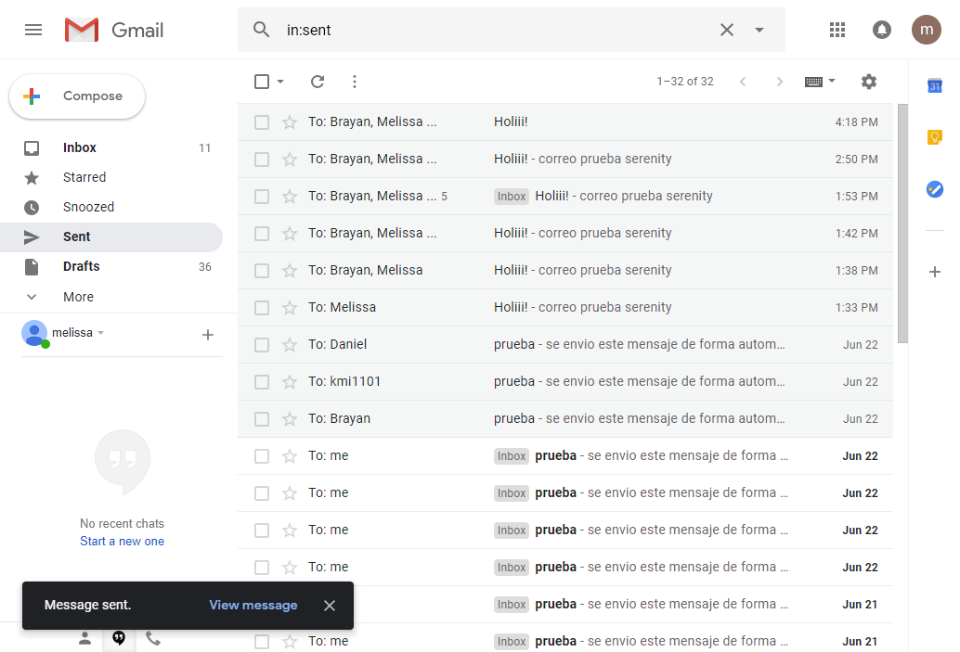 Gmail
in:sent
m
Compose
1–32 of 32
31
Inbox 11
Starred
Snoozed
Sent
Drafts 36
More
melissa
No recent chats
Start a new one
To: Brayan, Melissa ... Holiii! 4:18 PM
To: Brayan, Melissa ... Holiii! - correo prueba serenity 2:50 PM
To: Brayan, Melissa ... 5 Inbox Holiii! - correo prueba serenity 1:53 PM
To: Brayan, Melissa ... Holiii! - correo prueba serenity 1:42 PM
To: Brayan, Melissa Holiii! - correo prueba serenity 1:38 PM
To: Melissa Holiii! - correo prueba serenity 1:33 PM
To: Daniel prueba - se envio este mensaje de forma autom... Jun 22
To: kmi1101 prueba - se envio este mensaje de forma autom... Jun 22
To: Brayan prueba - se envio este mensaje de forma autom... Jun 22
To: me Inbox prueba - se envio este mensaje de forma ... Jun 22
To: me Inbox prueba - se envio este mensaje de forma ... Jun 22
To: me Inbox prueba - se envio este mensaje de forma ... Jun 22
To: me Inbox prueba - se envio este mensaje de forma ... Jun 22
Inbox prueba - se envio este mensaje de forma ... Jun 21
To: me Inbox prueba - se envio este mensaje de forma ... Jun 21
Message sent. View message